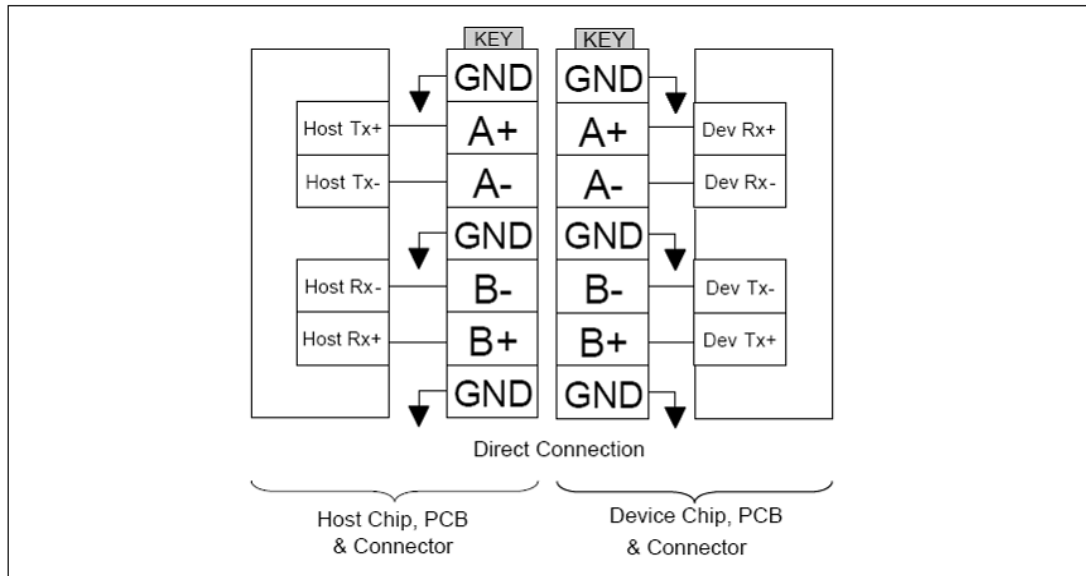 KEY KEY
GND GND
Host Tx+ A+ A+ Dev Rx+
Host Tx- A- A- Dev Rx-
GND GND
Host Rx- B- B- Dev Tx-
Host Rx+ B+ B+ Dev Tx+
GND GND
Direct Connection
Host Chip, PCB
& Connector
Device Chip, PCB
& Connector